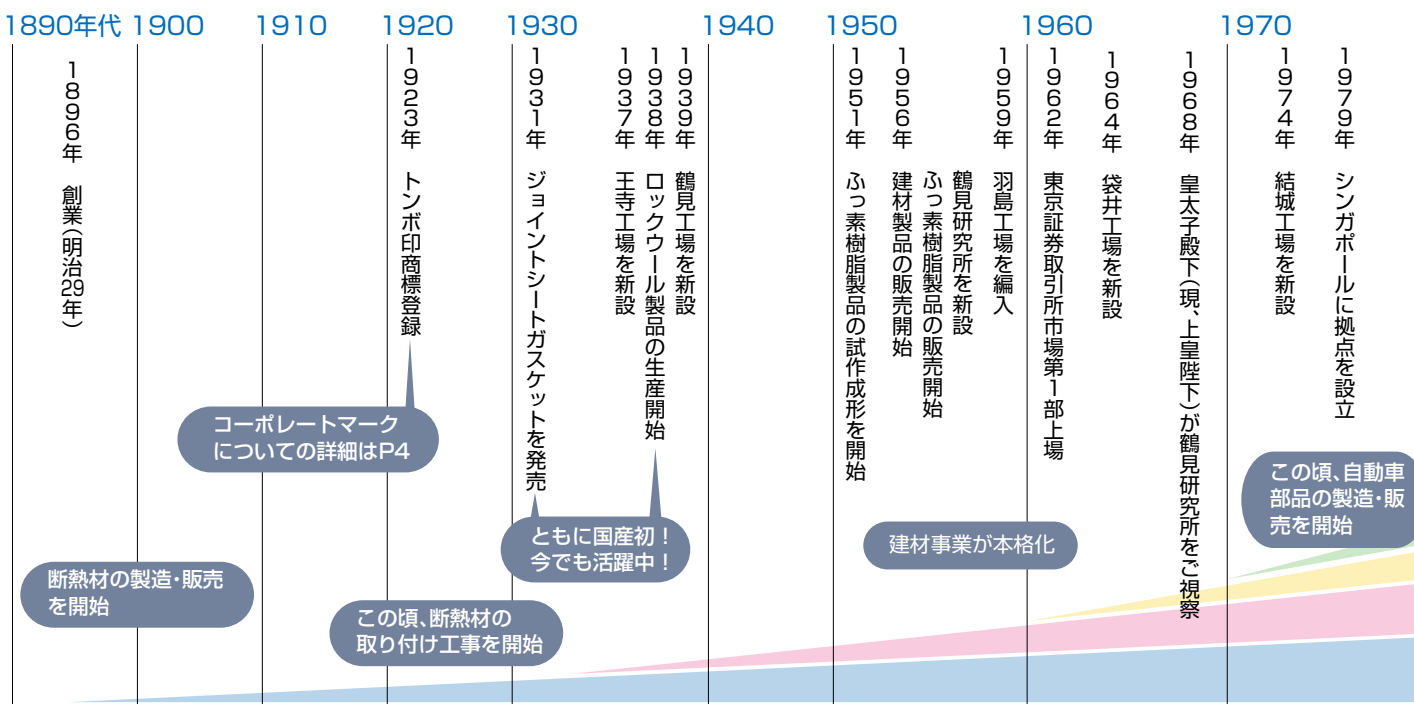 1890年代
1900
1910
1920
1930
1940
1950
1960
1970
1896年 創業(明治29年)
1923年 トンボ印商標登録
1931年 ジョイントシートガスケットを発売
1937年 王寺工場を新設
1938年 ロックウール製品の生産開始
1939年 鶴見工場を新設
1951年 ふっ素樹脂製品の試作成形を開始
1956年 建材製品の販売開始
ふっ素樹脂製品の販売開始
鶴見研究所を新設
1959年 羽島工場を編入
1962年 東京証券取引所市場第1部上場
1964年 袋井工場を新設
1968年 皇太子殿下(現、上皇陛下)が鶴見研究所をご視察
1974年 結城工場を新設
1979年 シンガポールに拠点を設立
コーポレートマーク
についての詳細はP4
ともに国産初!
今でも活躍中!
建材事業が本格化
この頃、自動車
部品の製造・販
売を開始
断熱材の製造・販売
を開始
この頃、断熱材の
取り付け工事を開始